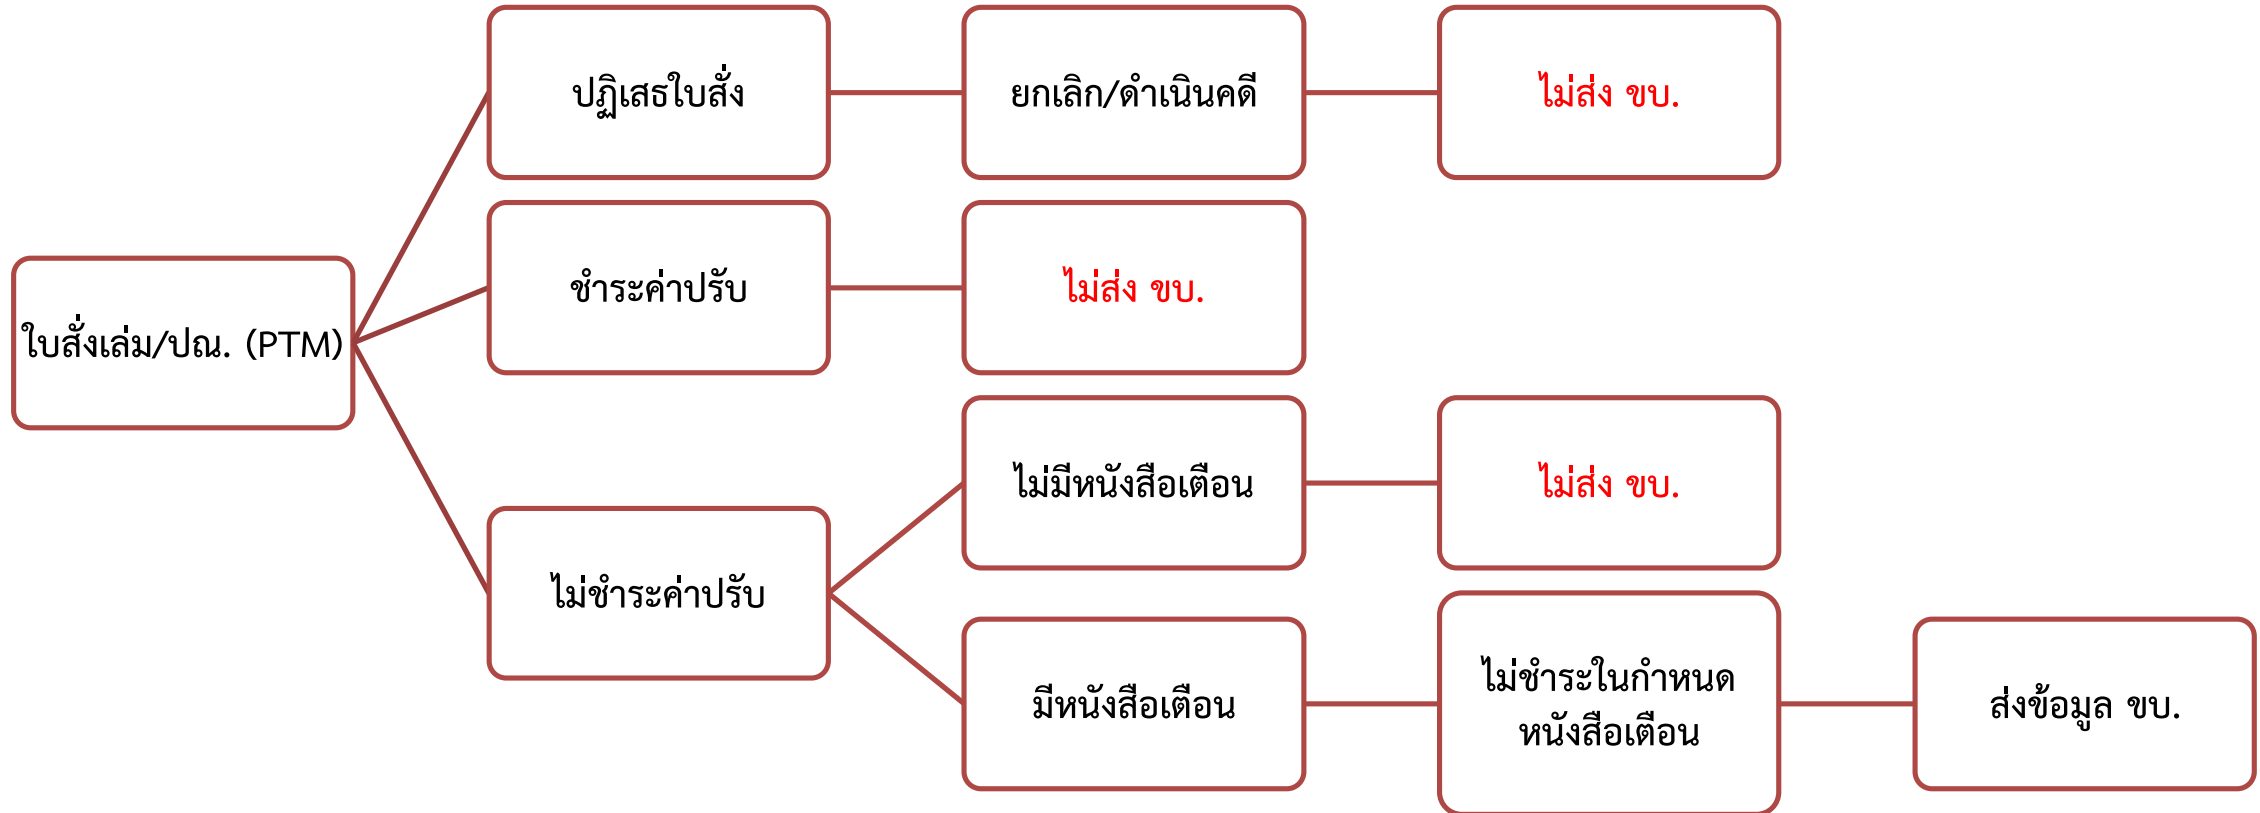 ปฏิเสธใบสั่ง
ยกเลิก/ดำเนินคดี
ไม่ส่ง ขบ.
ชำระค่าปรับ
ไม่ส่ง ขบ.
ใบสั่งเล่ม/ปณ. (PTM)
ไม่มีหนังสือเตือน
ไม่ส่ง ขบ.
ไม่ชำระค่าปรับ
มีหนังสือเตือน
ไม่ชำระในกำหนด
หนังสือเตือน
ส่งข้อมูล ขบ.